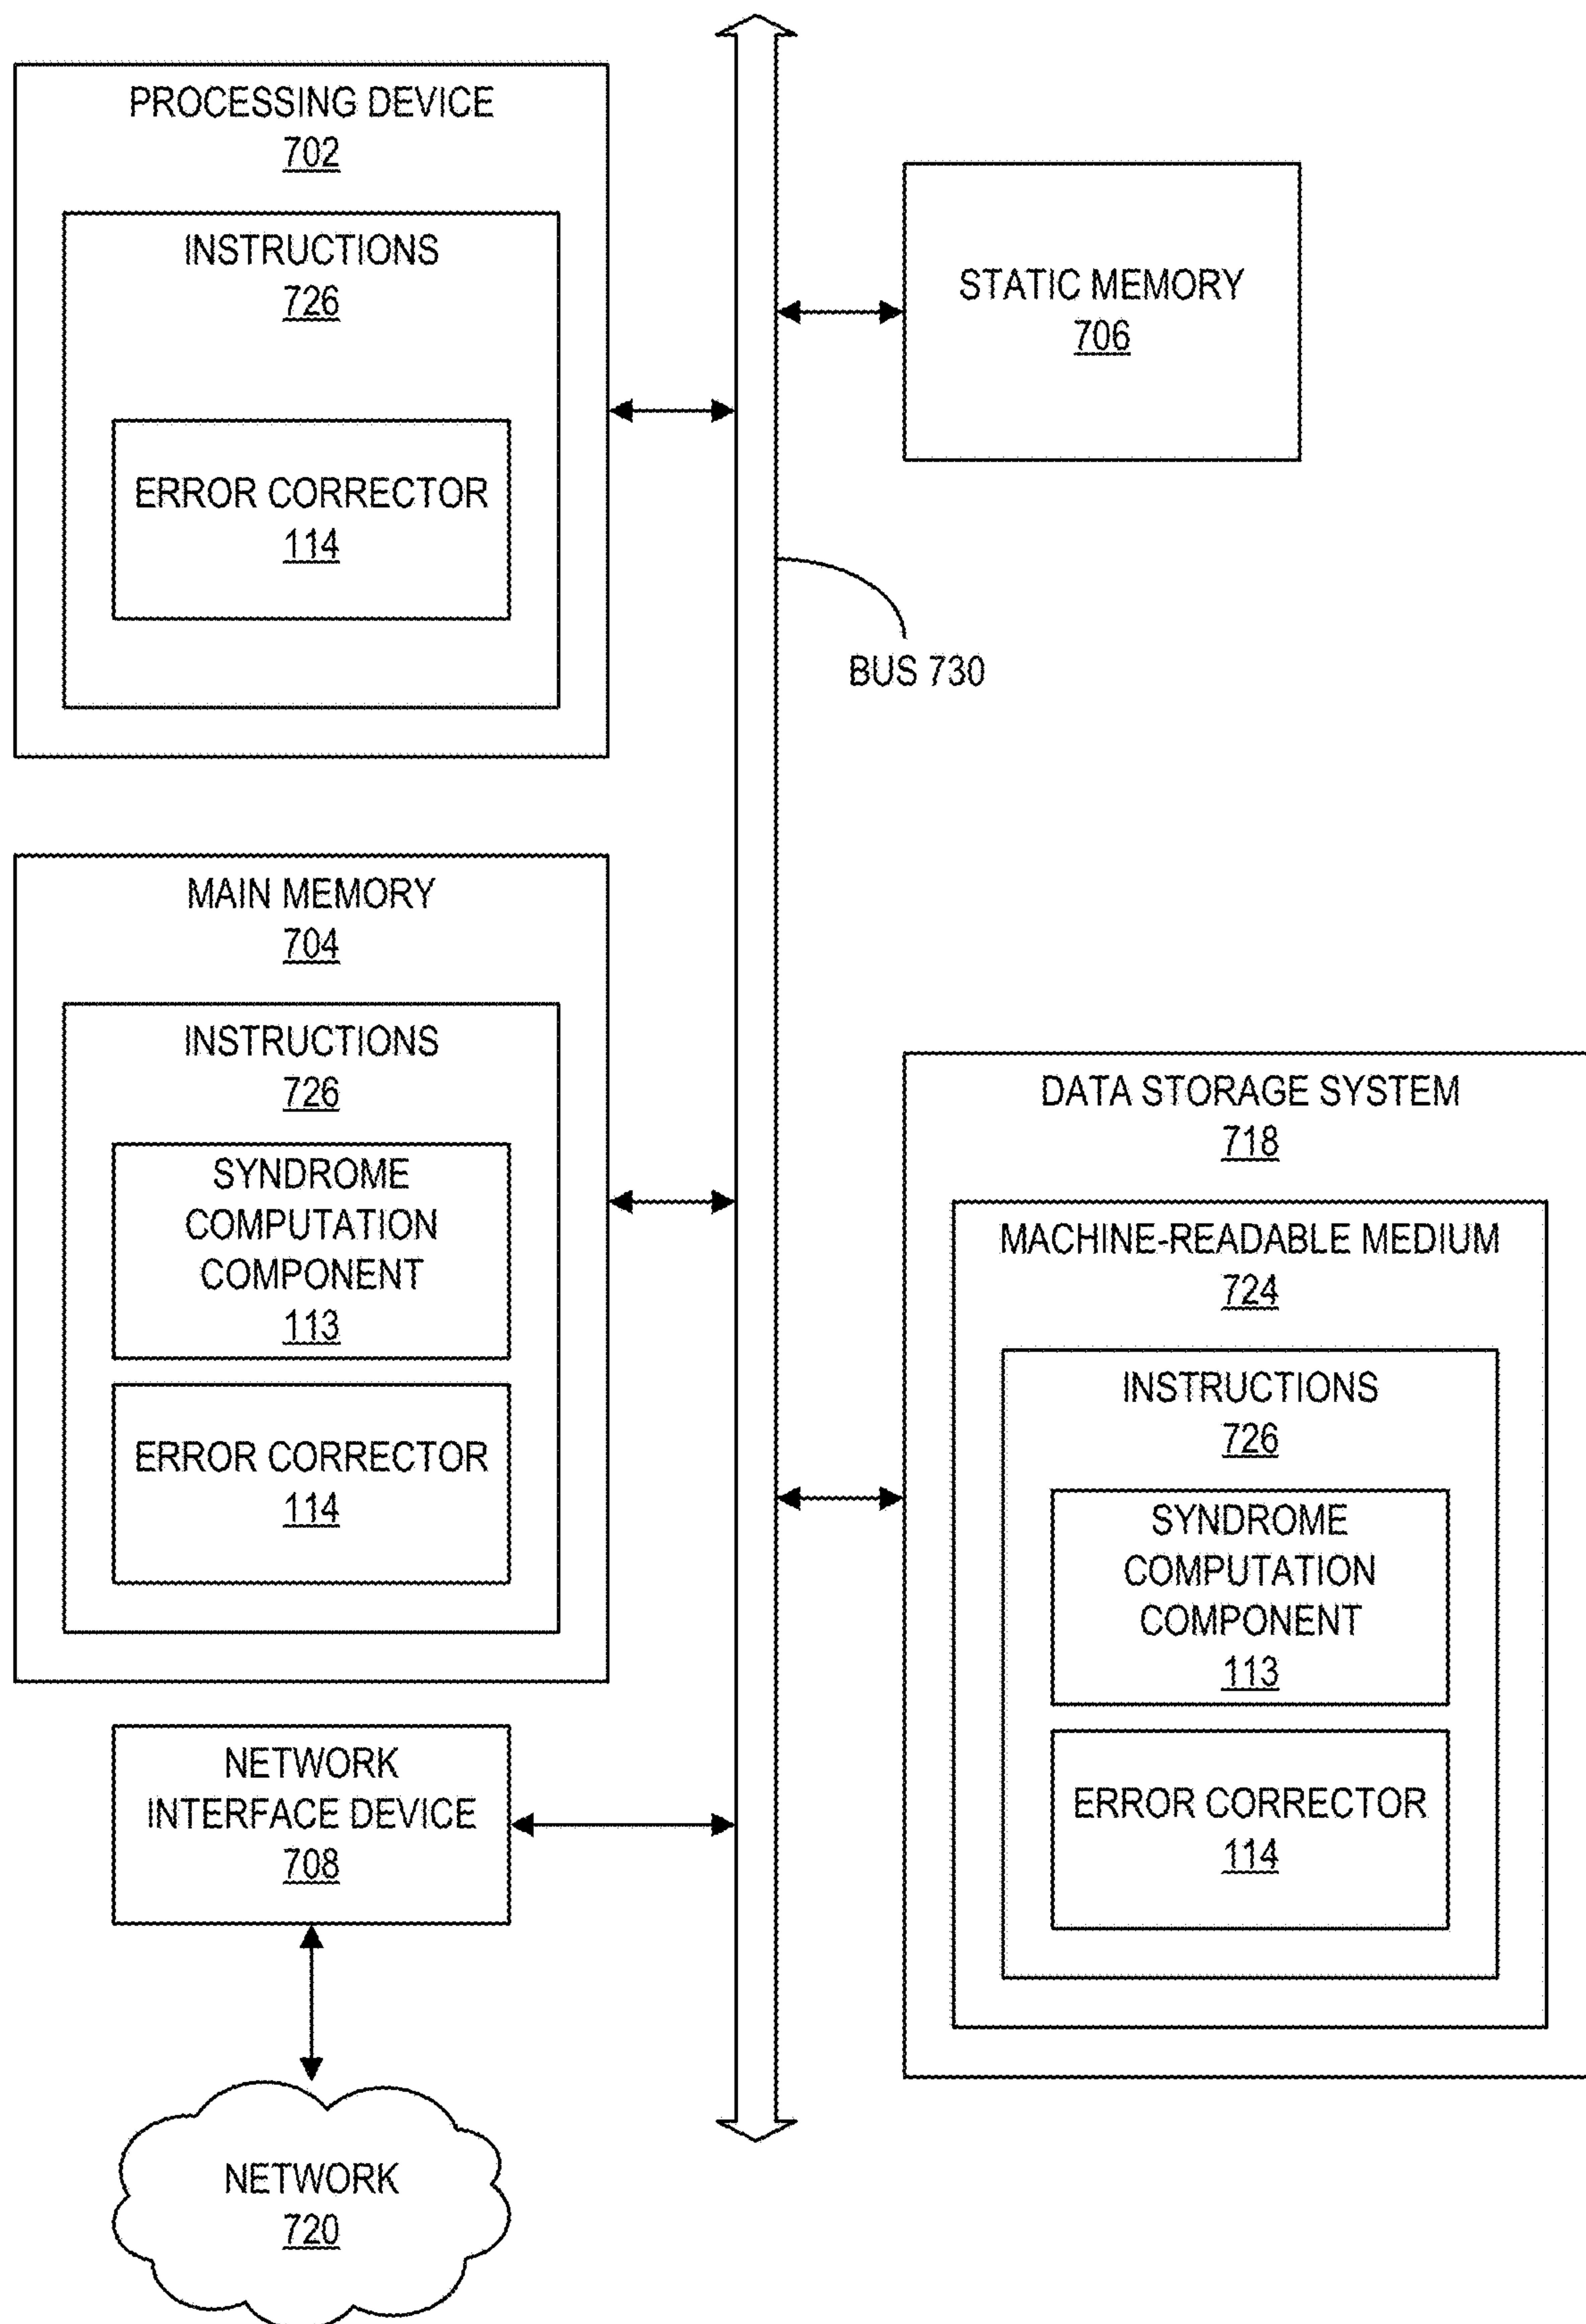 PROCESSING DEVICE
702
INSTRUCTIONS
726
ERROR CORRECTOR
114
STATIC MEMORY
706
BUS 730
MAIN MEMORY
704
INSTRUCTIONS
726
SYNDROME
COMPUTATION
COMPONENT
113
ERROR CORRECTOR
114
DATA STORAGE SYSTEM
718
MACHINE-READABLE MEDIUM
724
INSTRUCTIONS
726
SYNDROME
COMPUTATION
COMPONENT
113
ERROR CORRECTOR
114
NETWORK
INTERFACE DEVICE
708
NETWORK
720